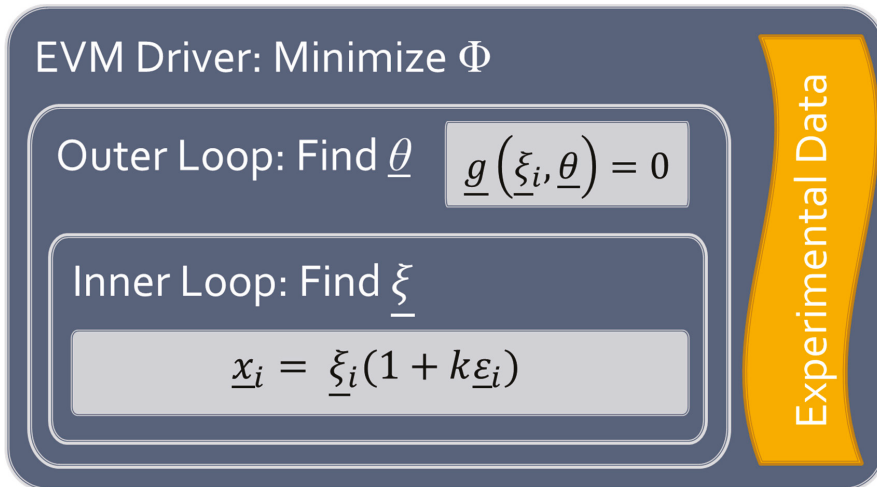 EVM Driver: Minimize Φ
Outer Loop: Find θ
g(ξᵢ, θ) = 0
Inner Loop: Find ξ
xᵢ = ξᵢ(1 + kεᵢ)
Experimental Data